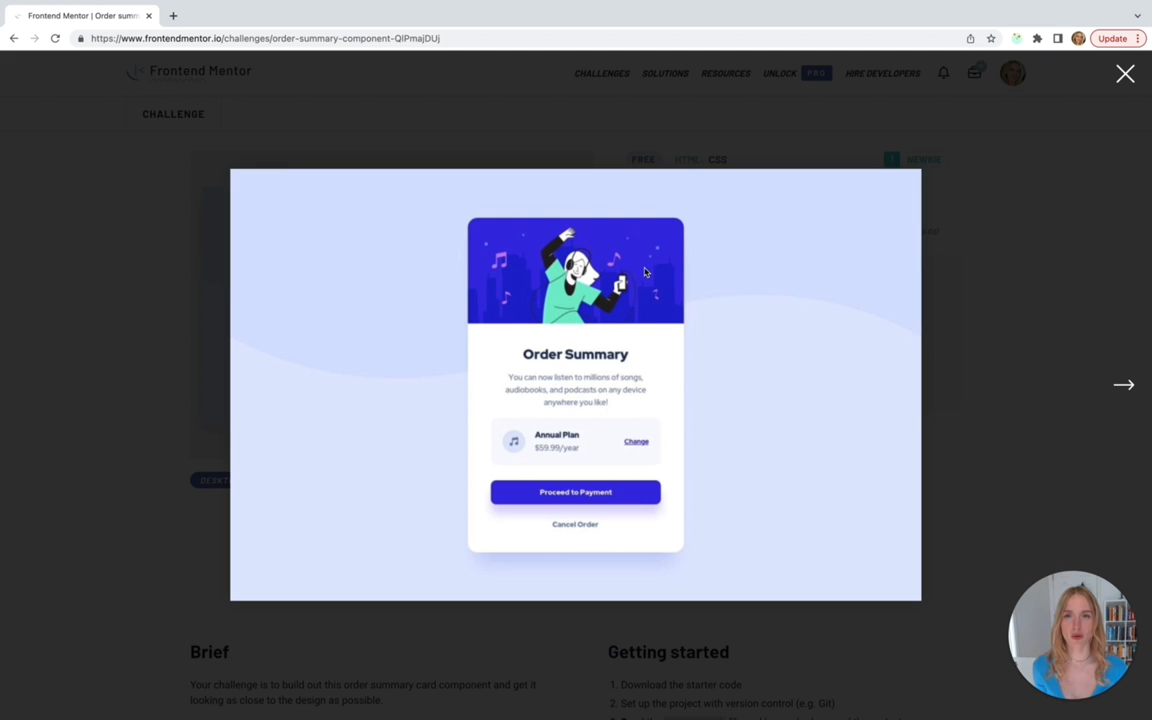 Frontend Mentor | Order summ
https://www.frontendmentor.io/challenges/order-summary-component-QlPmajDUj
Update
Frontend Mentor
CHALLENGES
SOLUTIONS
RESOURCES
UNLOCK PRO
HIRE DEVELOPERS
CHALLENGE
FREE
HTML
CSS
1 NEWBIE
Order Summary
You can now listen to millions of songs,
audiobooks, and podcasts on any device
anywhere you like!
Annual Plan
$59.99/year
Change
Proceed to Payment
Cancel Order
DESKT
Brief
Your challenge is to build out this order summary card component and get it
looking as close to the design as possible.
Getting started
1. Download the starter code
2. Set up the project with version control (e.g. Git)